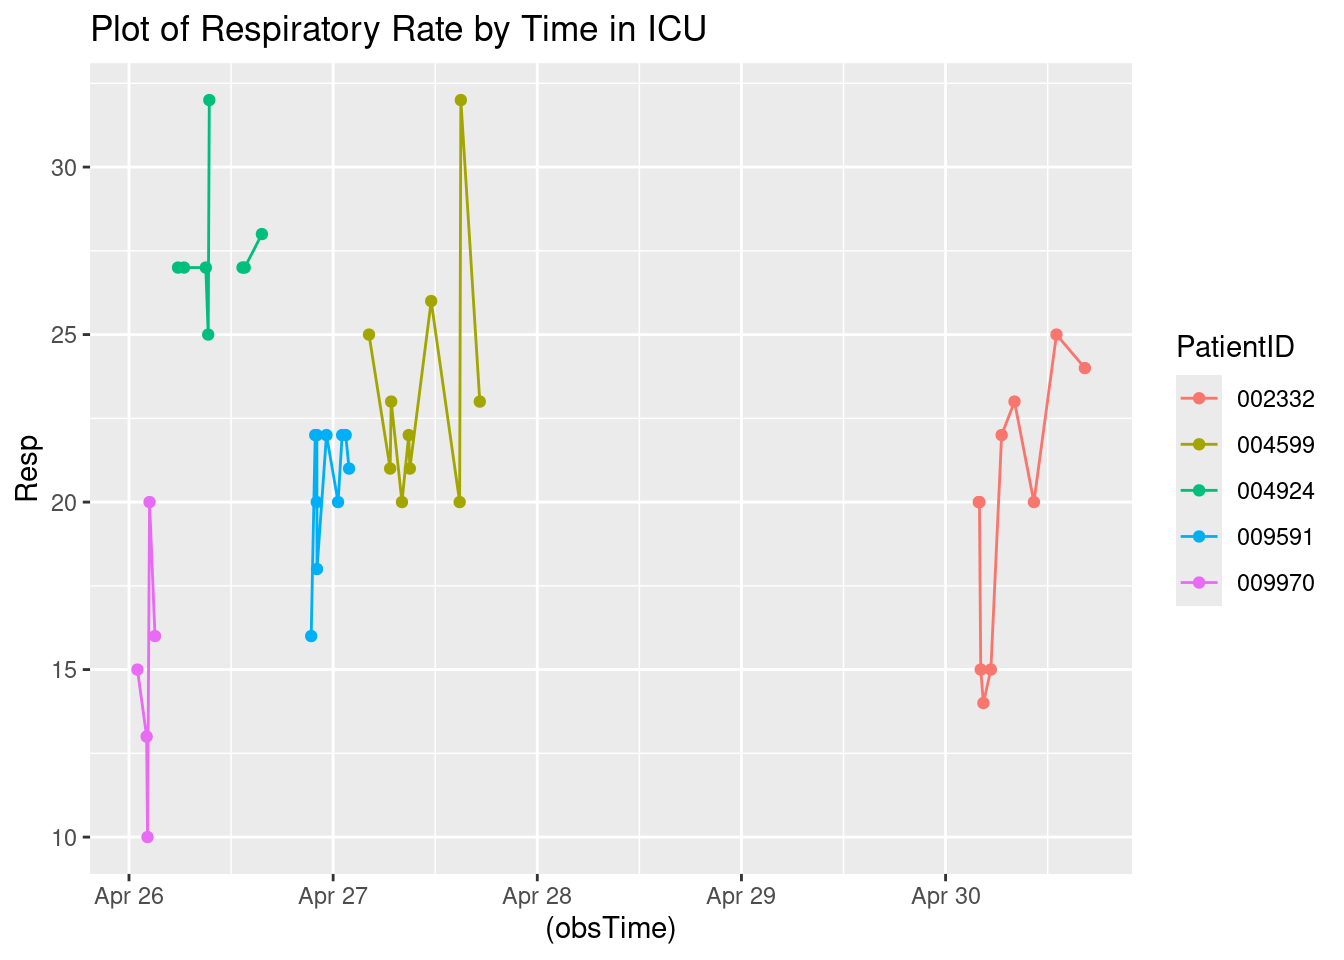 Plot of Respiratory Rate by Time in ICU
Resp
30
25
20
15
10
Apr 26 Apr 27 Apr 28 Apr 29 Apr 30
(obsTime)
PatientID
002332
004599
004924
009591
009970